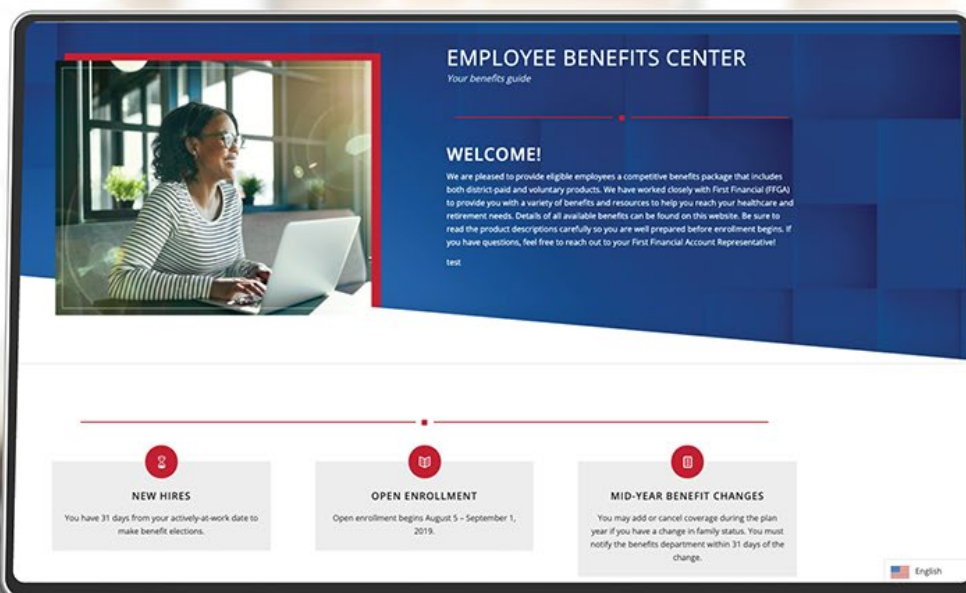 EMPLOYEE BENEFITS CENTER
Your benefits guide
WELCOME!
We are pleased to provide eligible employees a competitive benefits package that includes
both district-paid and voluntary products. We have worked closely with First Financial (FFGA)
to provide you with a variety of benefits and resources to help you reach your healthcare and
retirement needs. Details of all available benefits can be found on this website. Be sure to
read the product descriptions carefully so you are well prepared before enrollment begins. If
you have questions, feel free to reach out to your First Financial Account Representative!
test
NEW HIRES
You have 31 days from your actively-at-work date to
make benefit elections.
OPEN ENROLLMENT
Open enrollment begins August 5 – September 1,
2019.
MID-YEAR BENEFIT CHANGES
You may add or cancel coverage during the plan
year if you have a change in family status. You must
notify the benefits department within 31 days of the
change.
English